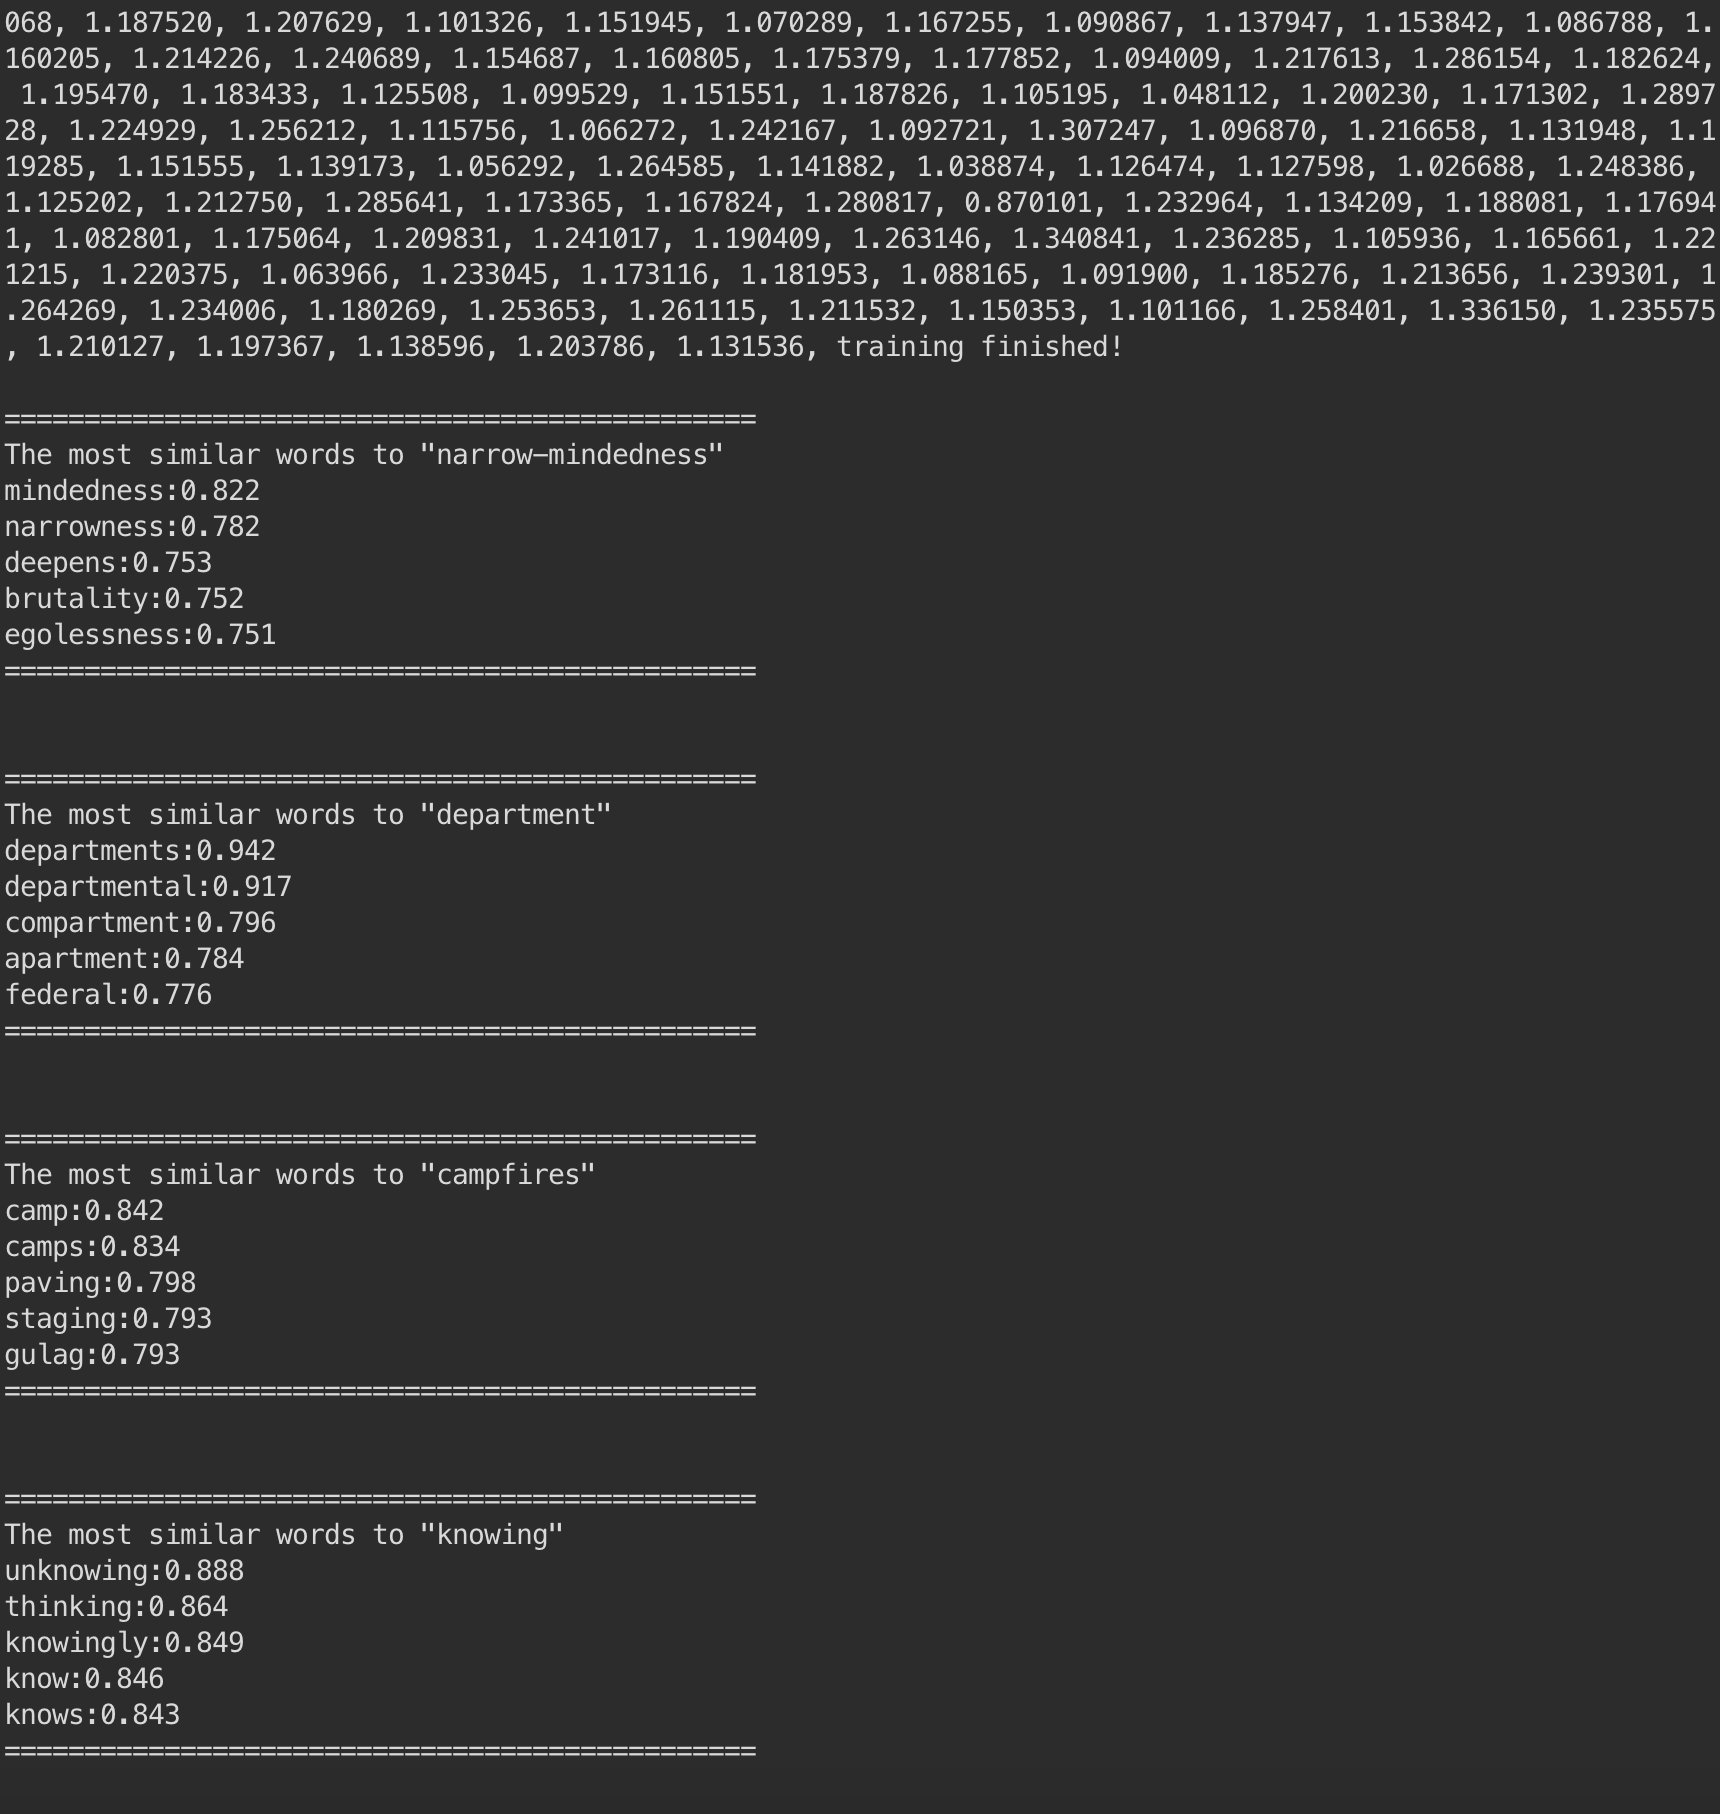 068, 1.187520, 1.207629, 1.101326, 1.151945, 1.070289, 1.167255, 1.090867, 1.137947, 1.153842, 1.086788, 1.
160205, 1.214226, 1.240689, 1.154687, 1.160805, 1.175379, 1.177852, 1.094009, 1.217613, 1.286154, 1.182624,
1.195470, 1.183433, 1.125508, 1.099529, 1.151551, 1.187826, 1.105195, 1.048112, 1.200230, 1.171302, 1.2897
28, 1.224929, 1.256212, 1.115756, 1.066272, 1.242167, 1.092721, 1.307247, 1.096870, 1.216658, 1.131948, 1.1
19285, 1.151555, 1.139173, 1.056292, 1.264585, 1.141882, 1.038874, 1.126474, 1.127598, 1.026688, 1.248386,
1.125202, 1.212750, 1.285641, 1.173365, 1.167824, 1.280817, 0.870101, 1.232964, 1.134209, 1.188081, 1.17694
1, 1.082801, 1.175064, 1.209831, 1.241017, 1.190409, 1.263146, 1.340841, 1.236285, 1.105936, 1.165661, 1.22
1215, 1.220375, 1.063966, 1.233045, 1.173116, 1.181953, 1.088165, 1.091900, 1.185276, 1.213656, 1.239301, 1
.264269, 1.234006, 1.180269, 1.253653, 1.261115, 1.211532, 1.150353, 1.101166, 1.258401, 1.336150, 1.235575
, 1.210127, 1.197367, 1.138596, 1.203786, 1.131536, training finished!
===============================================
The most similar words to "narrow-mindedness"
mindedness:0.822
narrowness:0.782
deepens:0.753
brutality:0.752
egolessness:0.751
===============================================
===============================================
The most similar words to "department"
departments:0.942
departmental:0.917
compartment:0.796
apartment:0.784
federal:0.776
===============================================
===============================================
The most similar words to "campfires"
camp:0.842
camps:0.834
paving:0.798
staging:0.793
gulag:0.793
===============================================
===============================================
The most similar words to "knowing"
unknowing:0.888
thinking:0.864
knowingly:0.849
know:0.846
knows:0.843
===============================================